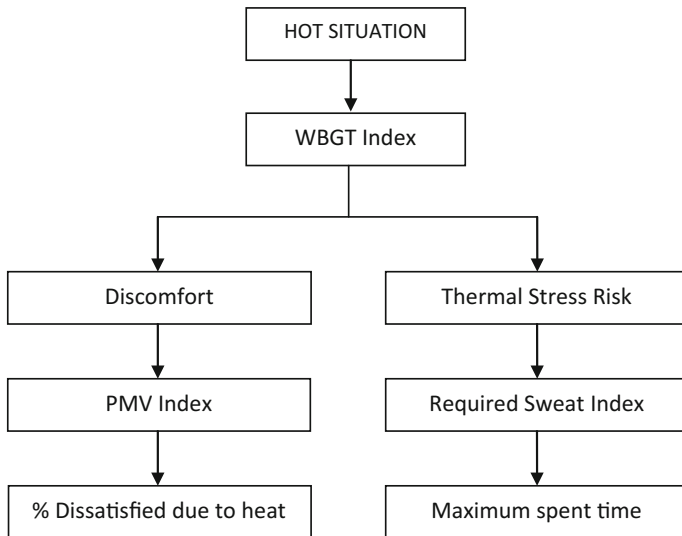 HOT SITUATION
WBGT Index
Discomfort
Thermal Stress Risk
PMV Index
Required Sweat Index
% Dissatisfied due to heat
Maximum spent time